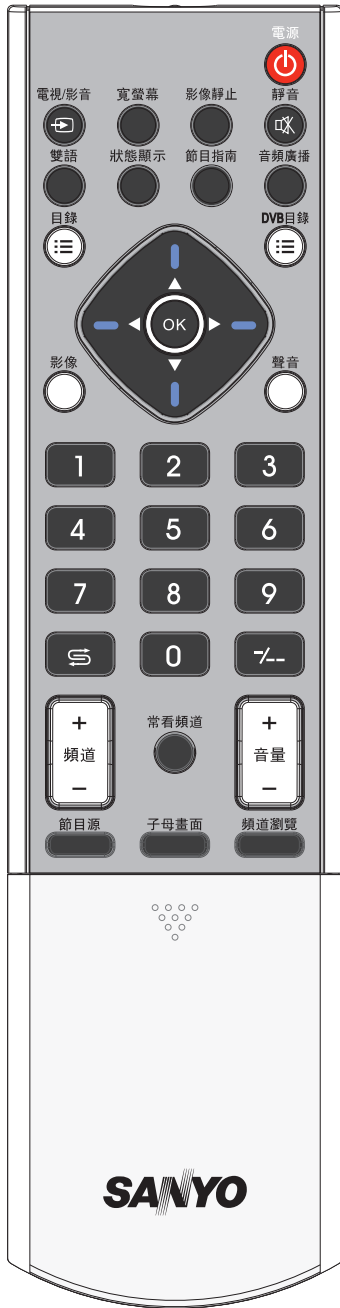 電源
電視/影音 寬螢幕 影像靜止 靜音
雙語 狀態顯示 節目指南 音頻廣播
目錄 DVB目錄
OK
影像 聲音
1 2 3
4 5 6
7 8 9
0 -/--
+ 常看頻道 +
頻道 音量
− −
節目源 子母畫面 頻道瀏覽
SANYO